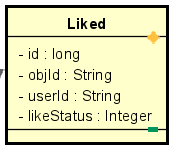 Liked
- id : long
- objId : String
- userId : String
- likeStatus : Integer